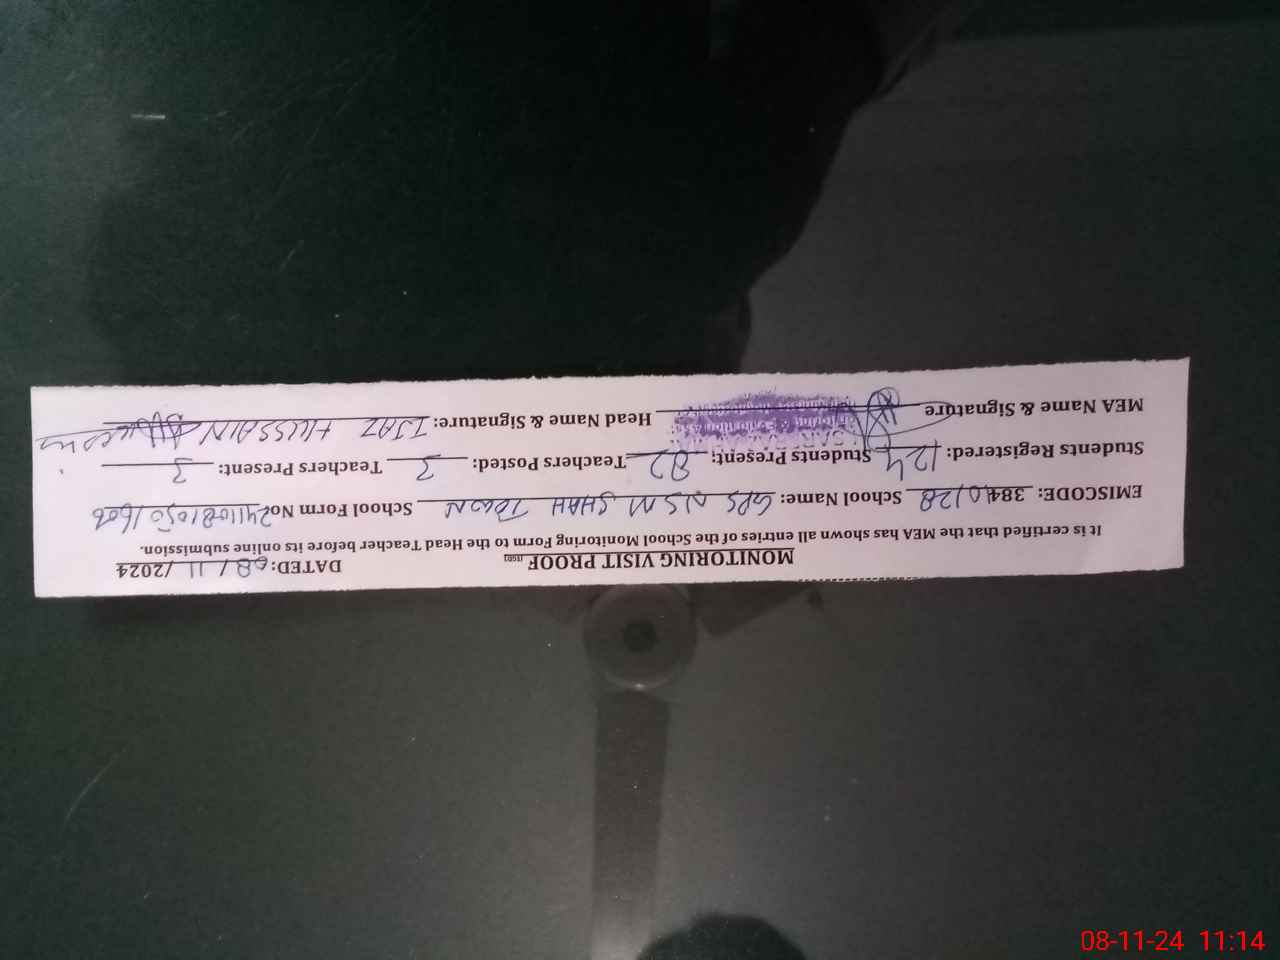 MONITORING VISIT PROOF DATED: 08/11/2024
It is certified that the MEA has shown all entries of the School Monitoring Form to the Head Teacher before its online submission.
EMISCODE: 38440128 School Name: GPS NSM SHAH TOWN School Form No
Students Registered: 124 Students Present: 82 Teachers Posted: 3 Teachers Present: 3
MEA Name & Signature Head Name & Signature: IJAZ HUSSAIN
08-11-24 11:14